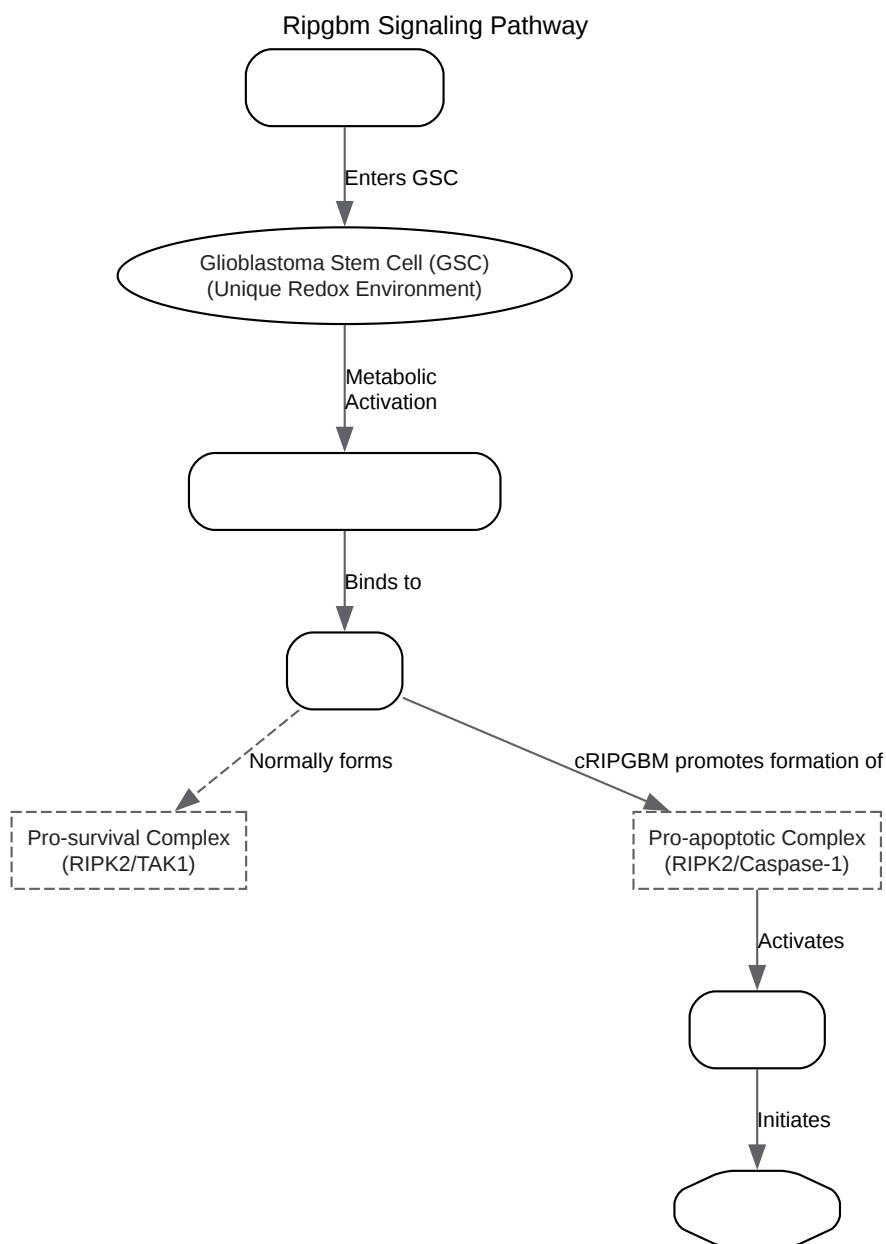 Ripgbm Signaling Pathway
Enters GSC
Glioblastoma Stem Cell (GSC)
(Unique Redox Environment)
Metabolic
Activation
Binds to
Normally forms
cRIPGBM promotes formation of
Pro-survival Complex
(RIPK2/TAK1)
Pro-apoptotic Complex
(RIPK2/Caspase-1)
Activates
Initiates